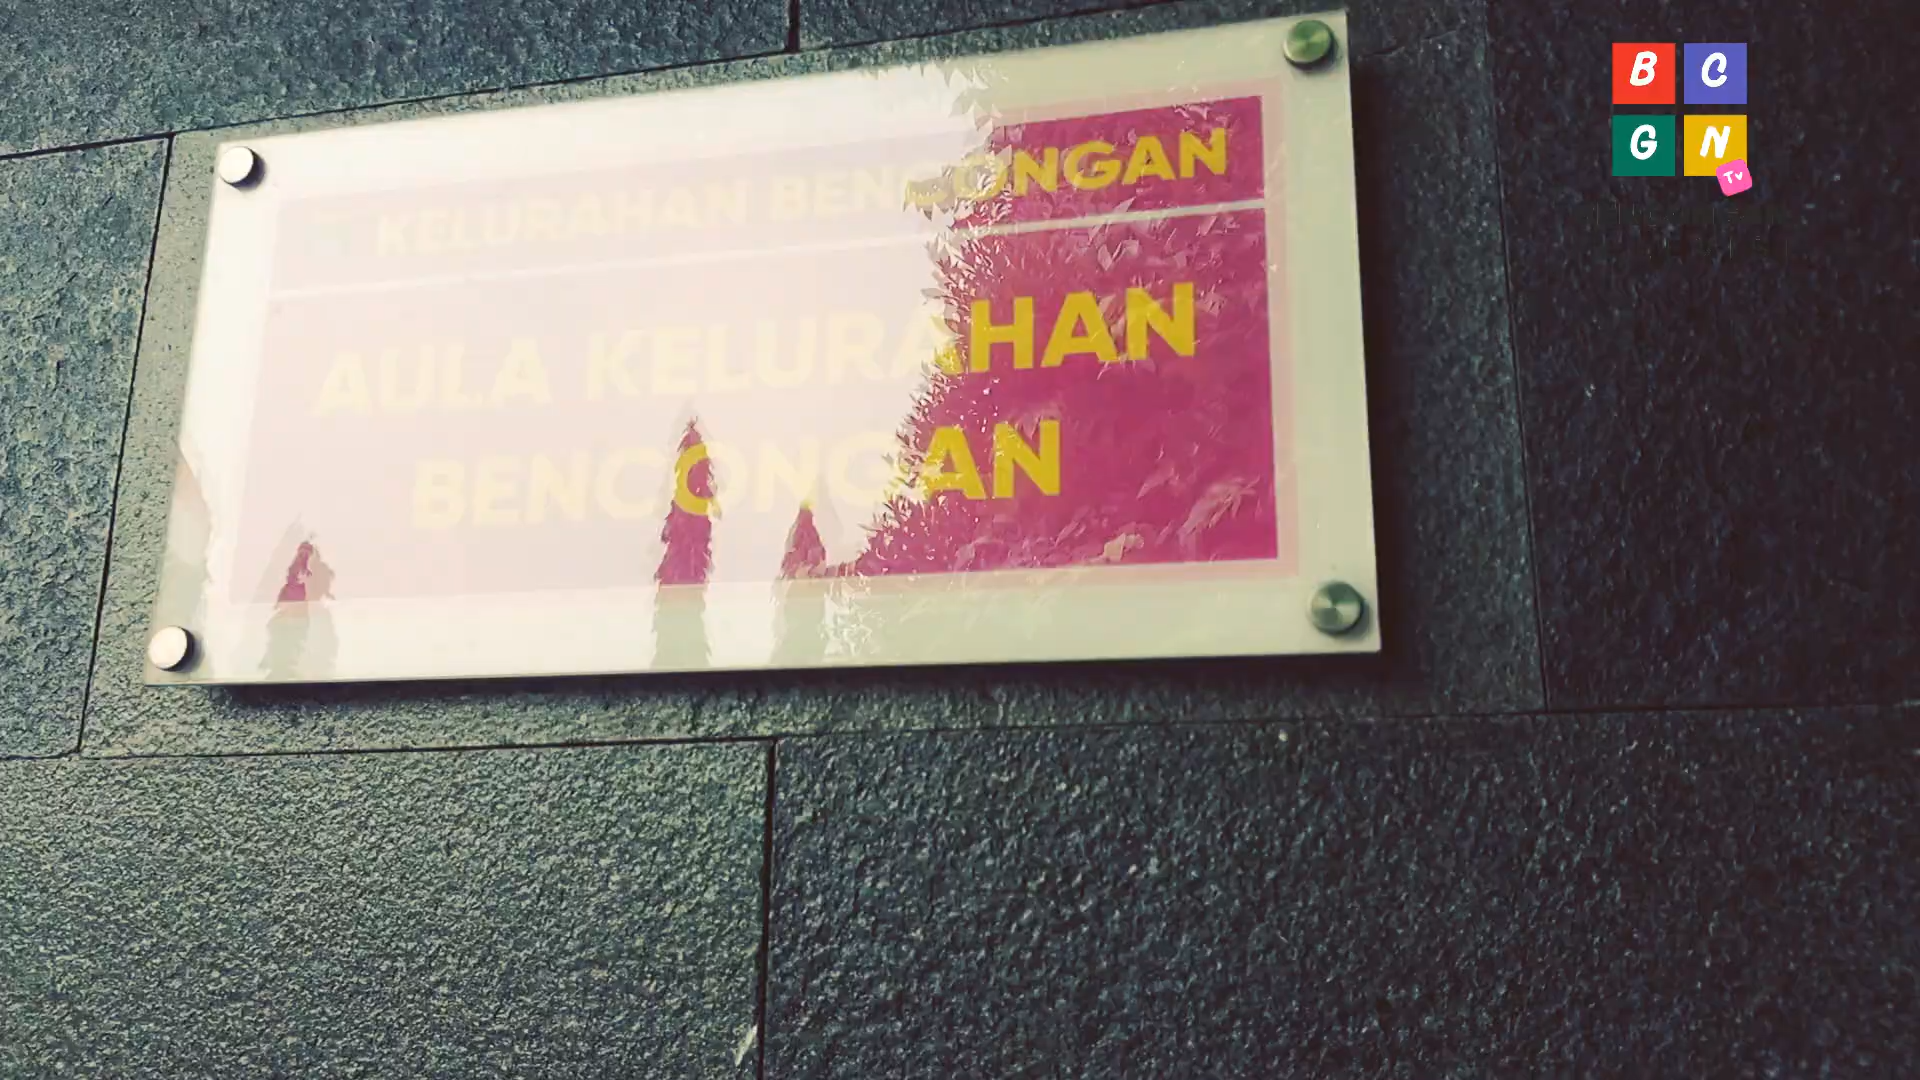 KELURAHAN BENCONGAN
AULA KELURAHAN
BENCONGAN
B C
G N
Tv